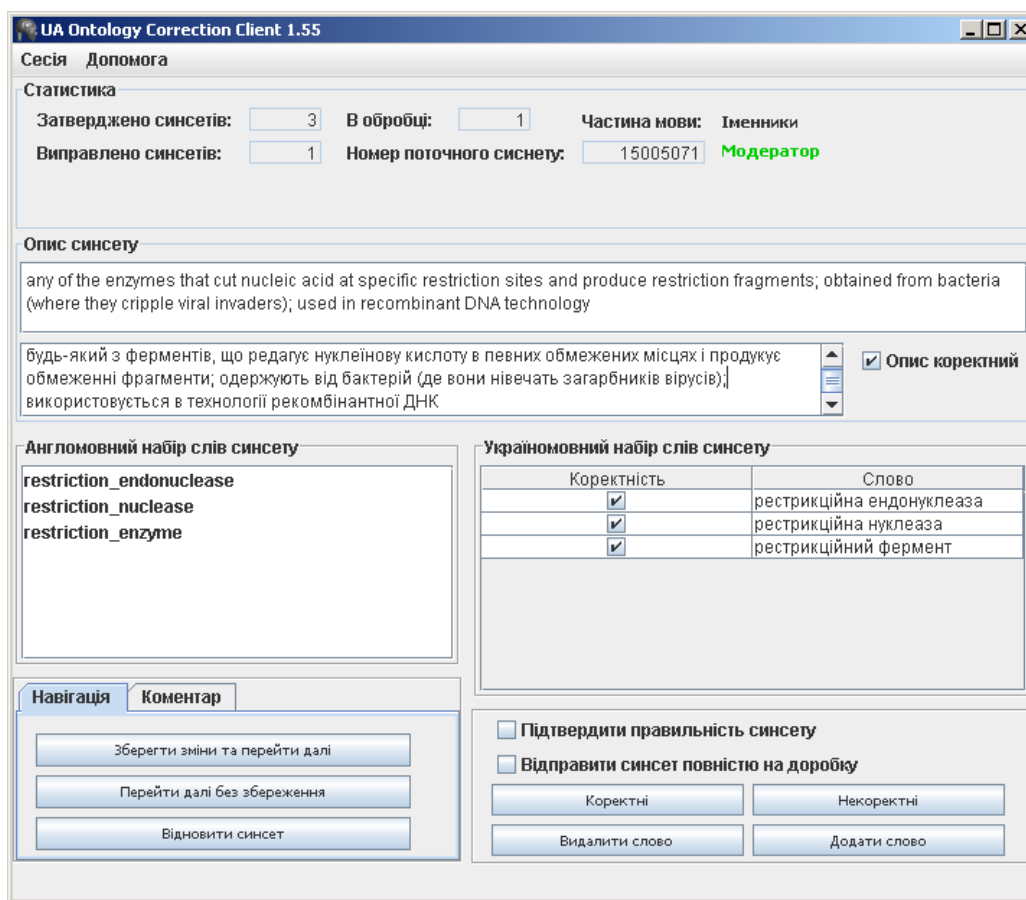 UA Ontology Correction Client 1.55
Сесія Допомога
Статистика
Затверджено синсетів: 3 В обробці: 1 Частина мови: Іменники
Виправлено синсетів: 1 Номер поточного сиснету: 15005071 Модератор
Опис синсету
any of the enzymes that cut nucleic acid at specific restriction sites and produce restriction fragments; obtained from bacteria
(where they cripple viral invaders); used in recombinant DNA technology
будь-який з ферментів, що редагує нуклеїнову кислоту в певних обмежених місцях і продукує
обмеженні фрагменти; одержують від бактерій (де вони нівечать загарбників вірусів);
використовується в технології рекомбінантної ДНК
Опис коректний
Англомовний набір слів синсету
restriction_endonuclease
restriction_nuclease
restriction_enzyme
Україномовний набір слів синсету
Коректність Слово
рестрикційна ендонуклеаза
рестрикційна нуклеаза
рестрикційний фермент
Навігація Коментар
Зберегти зміни та перейти далі
Перейти далі без збереження
Відновити синсет
Підтвердити правильність синсету
Відправити синсет повністю на доробку
Коректні Некоректні
Видалити слово Додати слово